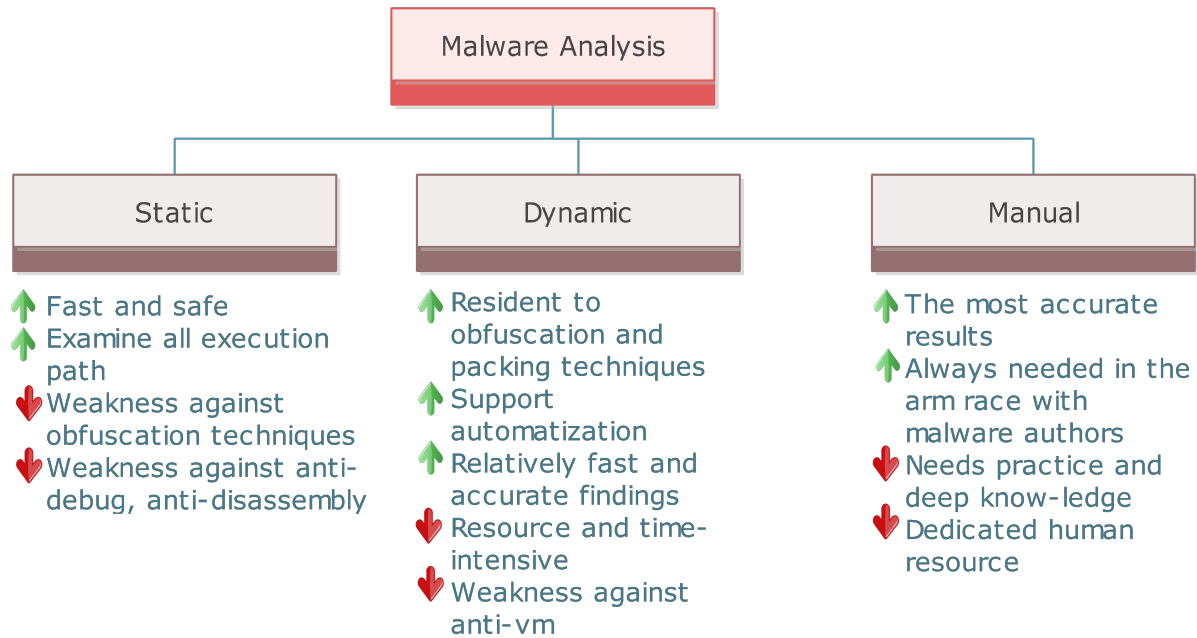 Malware Analysis
Static
Fast and safe
Examine all execution
path
Weakness against
obfuscation techniques
Weakness against anti-
debug, anti-disassembly
Dynamic
Resident to
obfuscation and
packing techniques
Support
automatization
Relatively fast and
accurate findings
Resource and time-
intensive
Weakness against
anti-vm
Manual
The most accurate
results
Always needed in the
arm race with
malware authors
Needs practice and
deep know-ledge
Dedicated human
resource